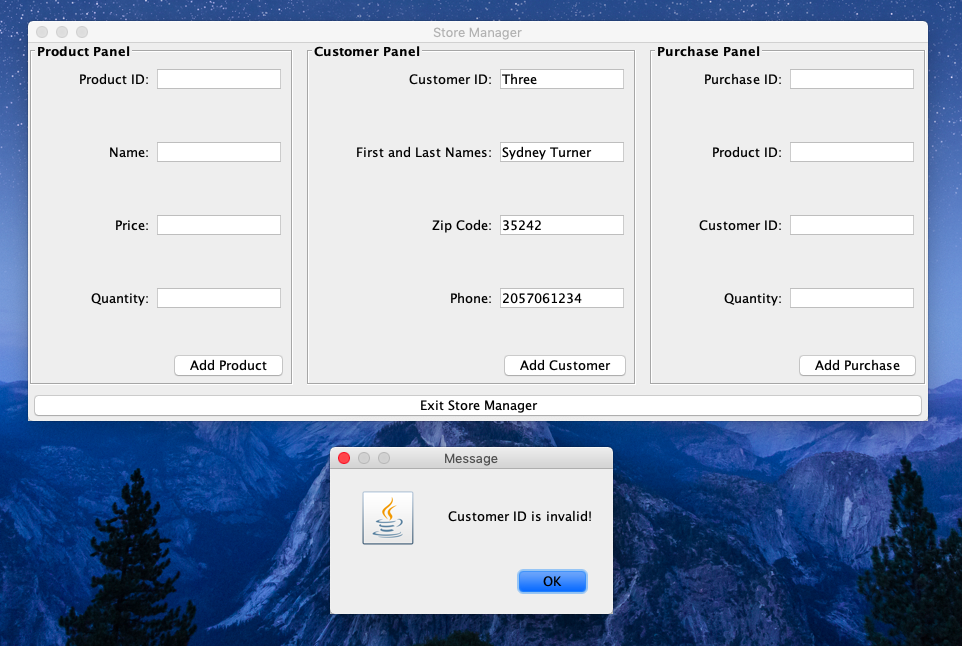 Store Manager
Product Panel
Product ID:
Name:
Price:
Quantity:
Add Product
Customer Panel
Customer ID: Three
First and Last Names: Sydney Turner
Zip Code: 35242
Phone: 2057061234
Add Customer
Purchase Panel
Purchase ID:
Product ID:
Customer ID:
Quantity:
Add Purchase
Exit Store Manager
Message
Customer ID is invalid!
OK